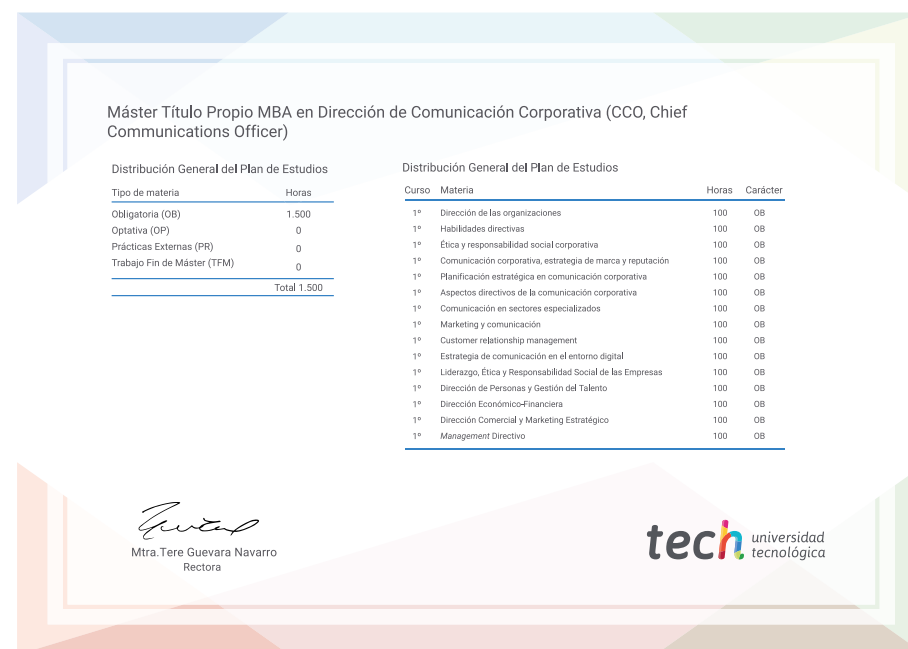 Máster Título Propio MBA en Dirección de Comunicación Corporativa (CCO, Chief
Communications Officer)
Distribución General del Plan de Estudios
Tipo de materia Horas
Obligatoria (OB) 1.500
Optativa (OP) 0
Prácticas Externas (PR) 0
Trabajo Fin de Máster (TFM) 0
Total 1.500
Distribución General del Plan de Estudios
Curso Materia Horas Carácter
1º Dirección de las organizaciones 100 OB
1º Habilidades directivas 100 OB
1º Ética y responsabilidad social corporativa 100 OB
1º Comunicación corporativa, estrategia de marca y reputación 100 OB
1º Planificación estratégica en comunicación corporativa 100 OB
1º Aspectos directivos de la comunicación corporativa 100 OB
1º Comunicación en sectores especializados 100 OB
1º Marketing y comunicación 100 OB
1º Customer relationship management 100 OB
1º Estrategia de comunicación en el entorno digital 100 OB
1º Liderazgo, Ética y Responsabilidad Social de las Empresas 100 OB
1º Dirección de Personas y Gestión del Talento 100 OB
1º Dirección Económico-Financiera 100 OB
1º Dirección Comercial y Marketing Estratégico 100 OB
1º Management Directivo 100 OB
Mtra.Tere Guevara Navarro
Rectora
tech universidad
tecnológica